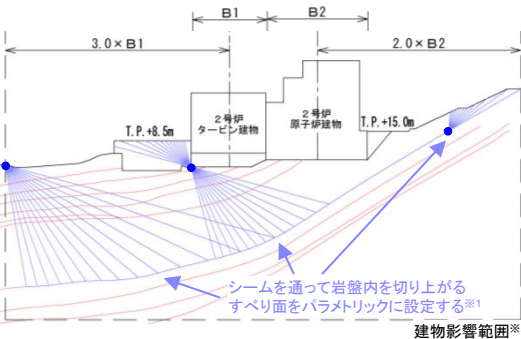 B1
B2
3.0×B1
2.0×B2
T.P.+8.5m
2号炉
タービン建物
2号炉
原子炉建物
T.P.+15.0m
シームを通って岩盤内を切り上がる
すべり面をパラメトリックに設定する※1
建物影響範囲※